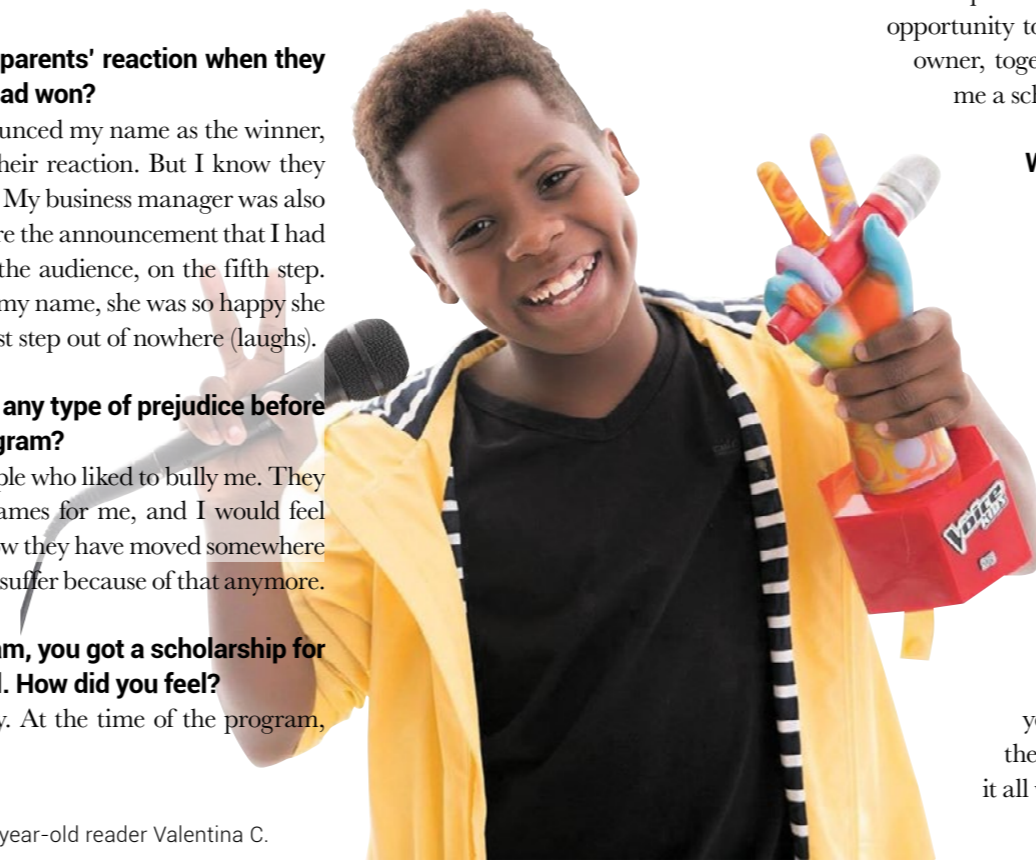 parents' reaction when they
ad won?
unced my name as the winner,
heir reaction. But I know they
My business manager was also
re the announcement that I had
the audience, on the fifth step.
my name, she was so happy she
st step out of nowhere (laughs).
any type of prejudice before
gram?
ple who liked to bully me. They
ames for me, and I would feel
w they have moved somewhere
suffer because of that anymore.
am, you got a scholarship for
. How did you feel?
y. At the time of the program,
year-old reader Valentina C.
opportunity to
owner, toge
me a sch
W
the
Voice
KIDS
y
the
it all